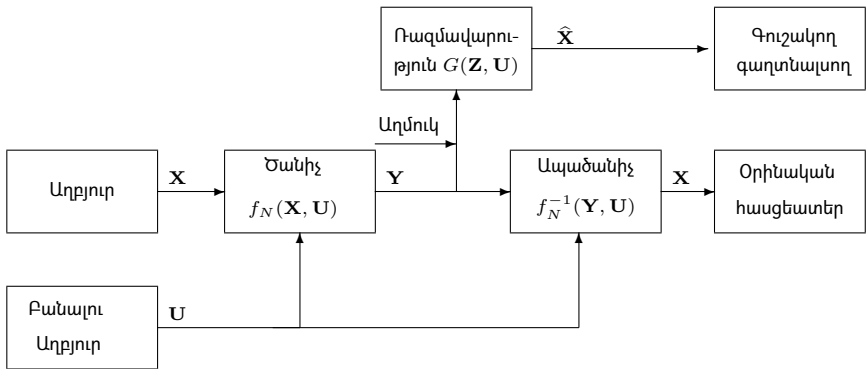 Ռազմավարու-
թյուն G(Z, U)
X̂
Գուշակող
գաղտնալսող
Աղմուկ
Աղբյուր
X
Ծանիչ
f_N(X, U)
Y
Ապածանիչ
f_N^{-1}(Y, U)
X
Օրինական
հասցեատեր
Բանալու
Աղբյուր
U